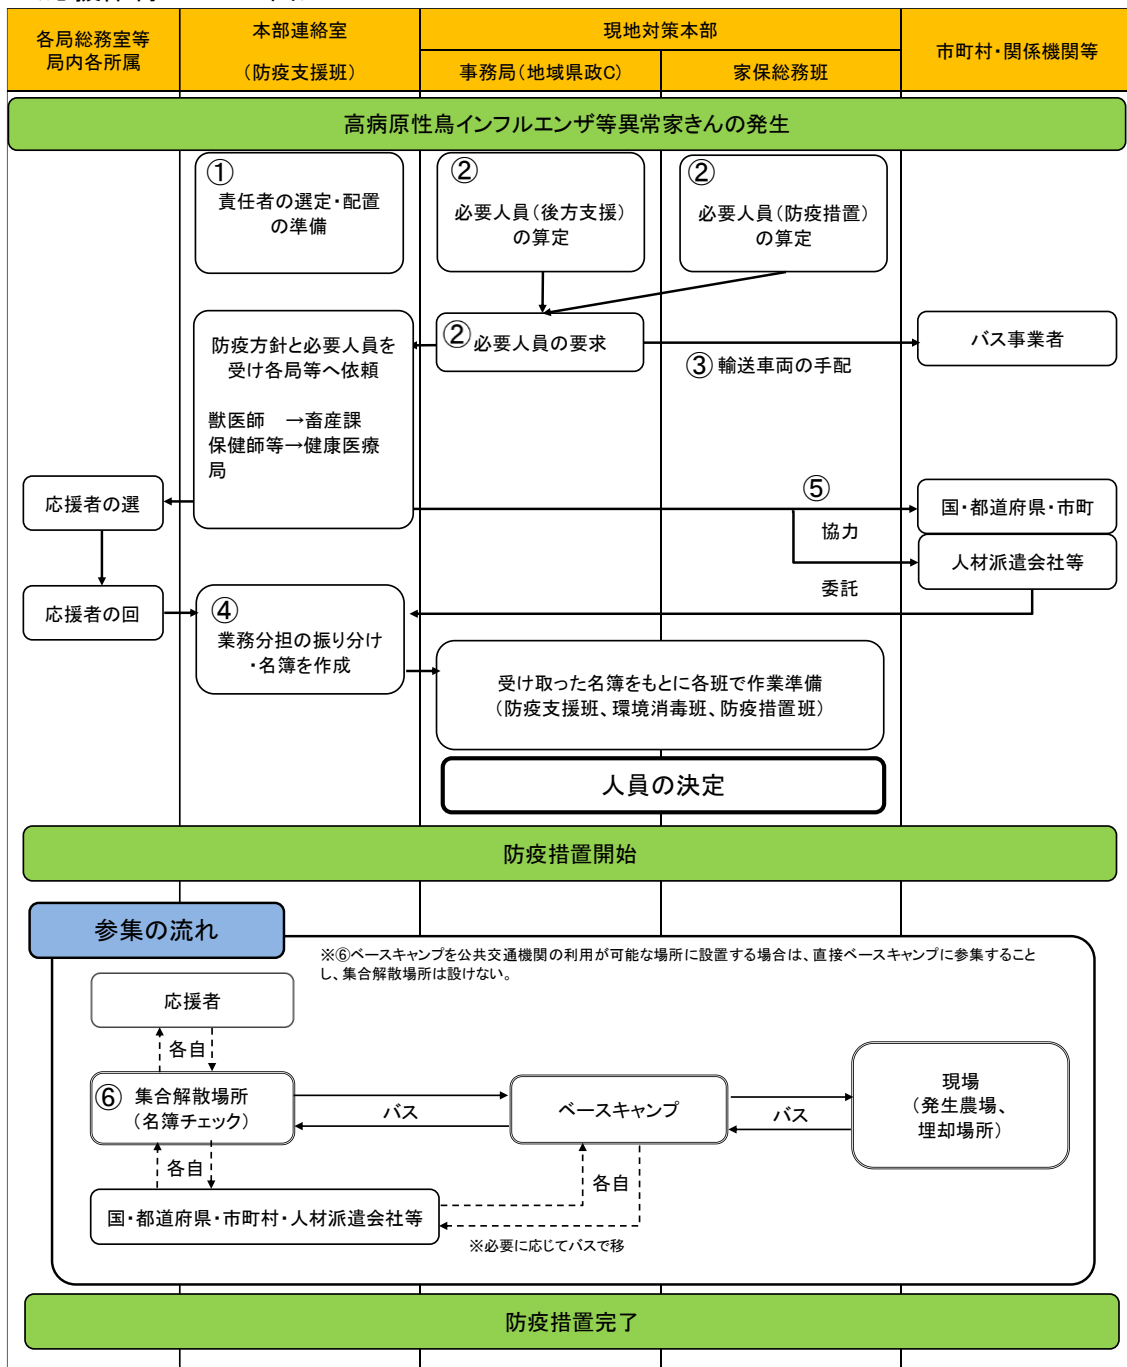 各局総務室等
局内各所属
本部連絡室
(防疫支援班)
現地対策本部
事務局(地域県政C)
家保総務班
市町村・関係機関等
高病原性鳥インフルエンザ等異常家きんの発生
①
責任者の選定・配置
の準備
②
必要人員(後方支援)
の算定
②
必要人員(防疫措置)
の算定
防疫方針と必要人員を
受け各局等へ依頼
獣医師 →畜産課
保健師等→健康医療
局
②必要人員の要求
③輸送車両の手配
バス事業者
応援者の選
⑤
協力
委託
国・都道府県・市町
人材派遣会社等
応援者の回
④
業務分担の振り分け
・名簿を作成
受け取った名簿をもとに各班で作業準備
(防疫支援班、環境消毒班、防疫措置班)
人員の決定
防疫措置開始
参集の流れ
※⑥ベースキャンプを公共交通機関の利用が可能な場所に設置する場合は、直接ベースキャンプに参集すること
し、集合解散場所は設けない。
応援者
各自
⑥
集合解散場所
(名簿チェック)
バス
ベースキャンプ
バス
現場
(発生農場、
埋却場所)
各自
各自
国・都道府県・市町村・人材派遣会社等
※必要に応じてバスで移
防疫措置完了